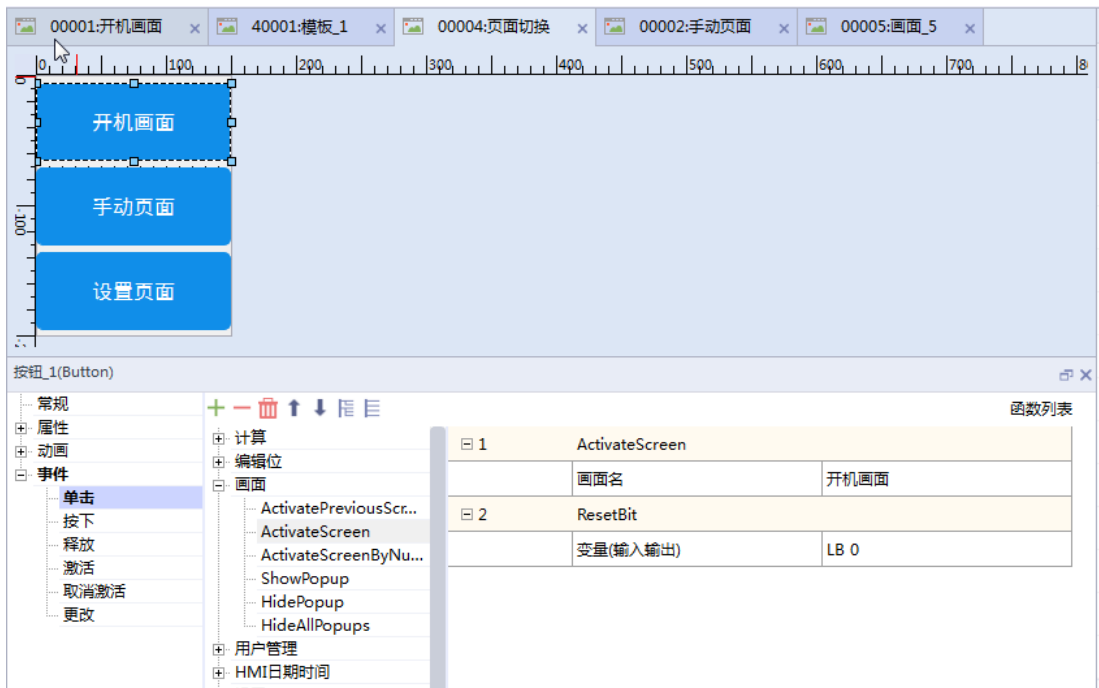 00001:开机画面 40001:模板_1 00004:页面切换 00002:手动页面 00005:画面_5
0 100 200 300 400 500 600 700 8
0
开机画面
手动页面
100
设置页面
按钮_1(Button)
常规
属性
动画
事件
单击
按下
释放
激活
取消激活
更改
函数列表
计算
编辑位
画面
ActivatePreviousScr...
ActivateScreen
ActivateScreenByNu...
ShowPopup
HidePopup
HideAllPopups
用户管理
HMI日期时间
1 ActivateScreen
画面名 开机画面
2 ResetBit
变量(输入输出) LB 0